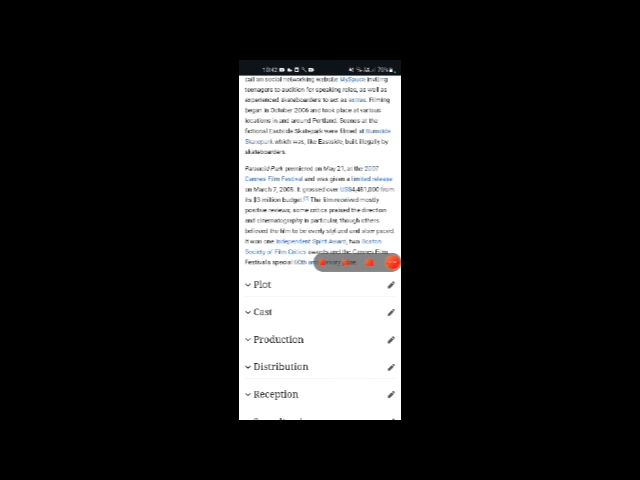 10:42 76%
call on social networking website MySpace inviting
teenagers to audition for speaking roles, as well as
experienced skateboarders to act as extras. Filming
began in October 2006 and took place at various
locations in and around Portland. Scenes at the
fictional Eastside Skatepark were filmed at Burnside
Skatepark which was, like Eastside, built illegally by
skateboarders.
Paranoid Park premiered on May 21, at the 2007
Cannes Film Festival and was given a limited release
on March 7, 2008. It grossed over US$4,481,000 from
its $3 million budget. The film received mostly
positive reviews; some critics praised the direction
and cinematography in particular, though others
believed the film to be overly stylized and slow paced.
It won one Independent Spirit Award, two Boston
Society of Film Critics awards and the Cannes Film
Festival's special 60th
Plot
Cast
Production
Distribution
Reception